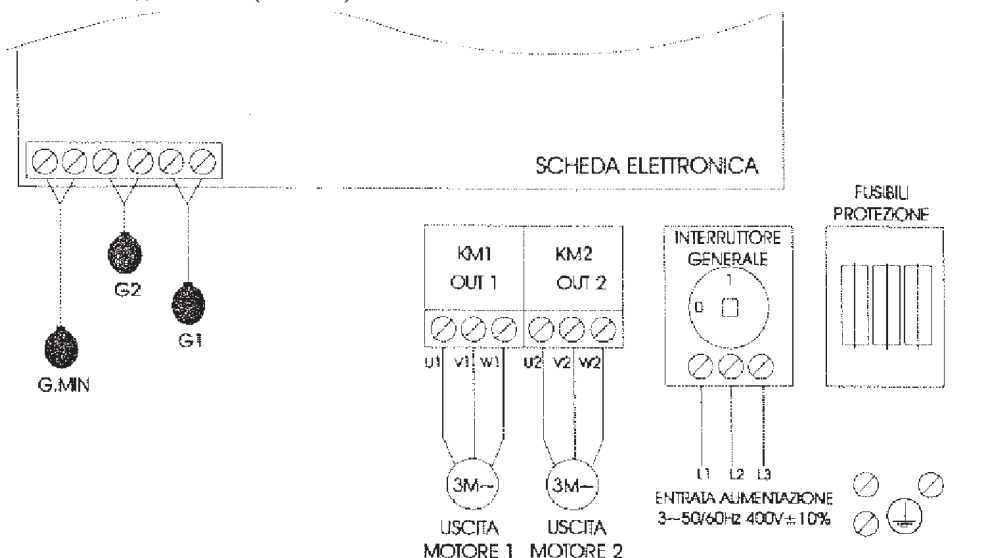 SCHEDA ELETTRONICA
FUSIBILI
PROTEZIONE
G2
G1
G.MIN
KM1
OUT 1
KM2
OUT 2
U1 V1 W1 U2 V2 W2
INTERRUTTORE
GENERALE
1
0
L1 L2 L3
3M~
3M~
USCITA
MOTORE 1
USCITA
MOTORE 2
ENTRATA ALIMENTAZIONE
3~50/60Hz 400V±10%